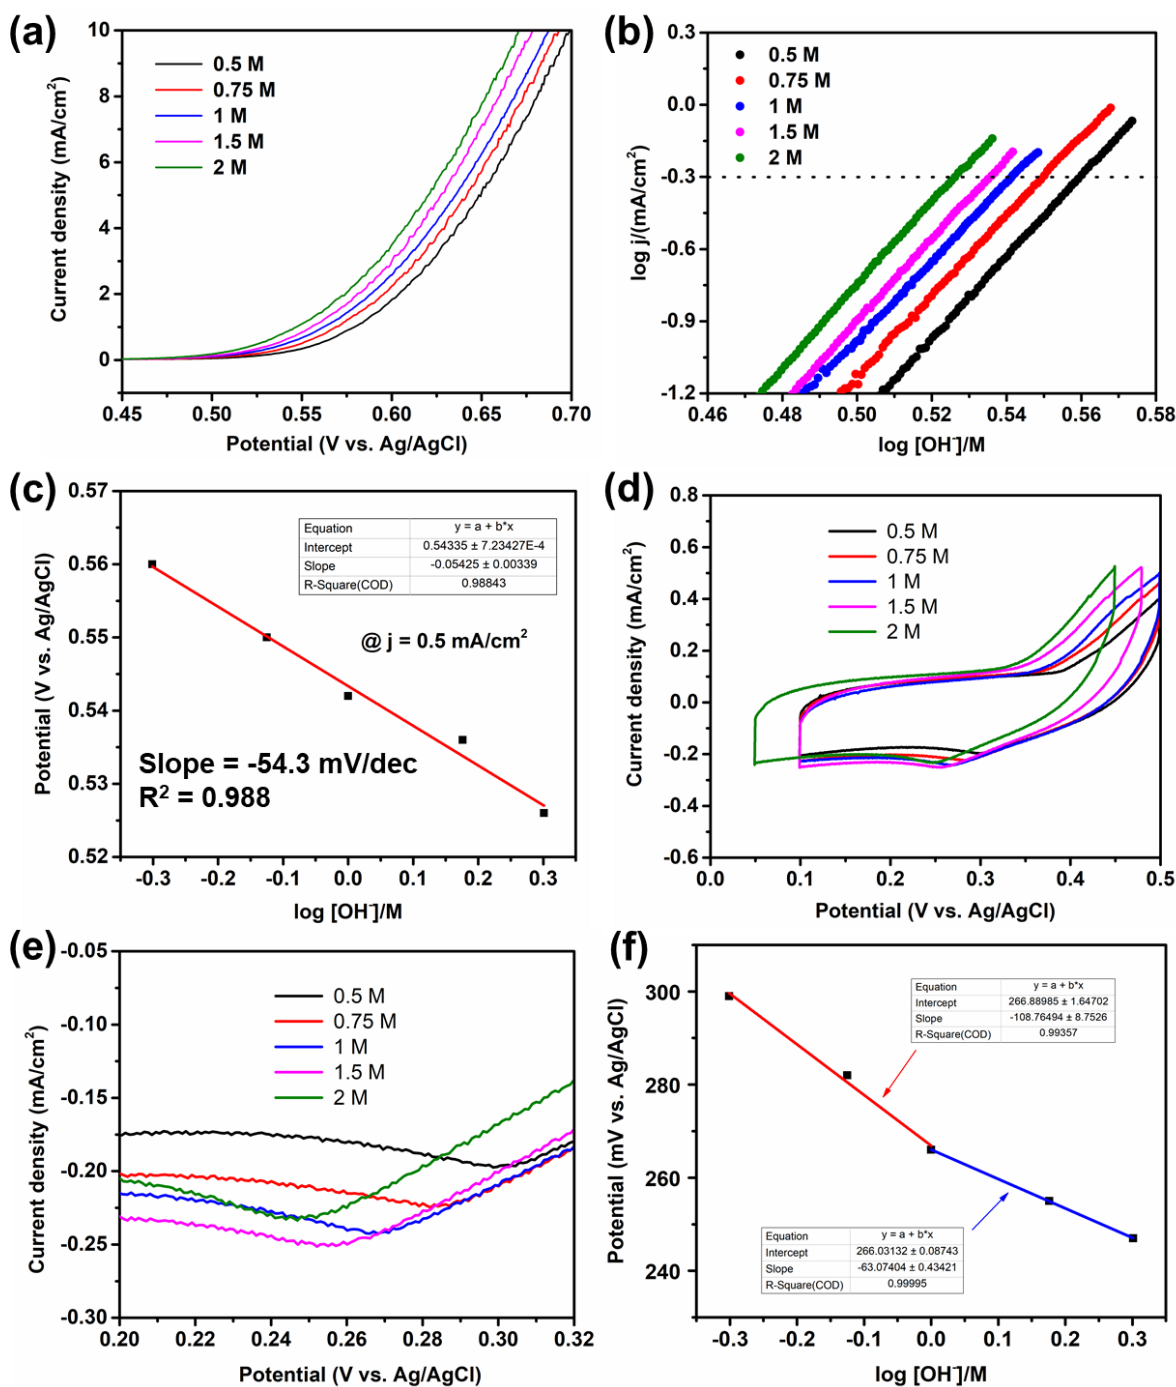 (a)
10
8
6
4
2
0
0.45 0.50 0.55 0.60 0.65 0.70
Current density (mA/cm²)
Potential (V vs. Ag/AgCl)
0.5 M
0.75 M
1 M
1.5 M
2 M
(b)
0.3
0.0
-0.3
-0.6
-0.9
-1.2
0.46 0.48 0.50 0.52 0.54 0.56 0.58
log j/(mA/cm²)
log [OH⁻]/M
0.5 M
0.75 M
1 M
1.5 M
2 M
(c)
0.57
0.56
0.55
0.54
0.53
0.52
-0.3 -0.2 -0.1 0.0 0.1 0.2 0.3
Potential (V vs. Ag/AgCl)
log [OH⁻]/M
Equation y = a + b*x
Intercept 0.54335 ± 7.23427E-4
Slope -0.05425 ± 0.00339
R-Square(COD) 0.98843
@ j = 0.5 mA/cm²
Slope = -54.3 mV/dec
R² = 0.988
(d)
0.8
0.6
0.4
0.2
0.0
-0.2
-0.4
-0.6
0.0 0.1 0.2 0.3 0.4 0.5
Current density (mA/cm²)
Potential (V vs. Ag/AgCl)
0.5 M
0.75 M
1 M
1.5 M
2 M
(e)
-0.05
-0.10
-0.15
-0.20
-0.25
-0.30
0.20 0.22 0.24 0.26 0.28 0.30 0.32
Current density (mA/cm²)
Potential (V vs. Ag/AgCl)
0.5 M
0.75 M
1 M
1.5 M
2 M
(f)
300
280
260
240
-0.3 -0.2 -0.1 0.0 0.1 0.2 0.3
Potential (mV vs. Ag/AgCl)
log [OH⁻]/M
Equation y = a + b*x
Intercept 266.88985 ± 1.64702
Slope -108.76494 ± 8.7526
R-Square(COD) 0.99357
Equation y = a + b*x
Intercept 266.03132 ± 0.08743
Slope -63.07404 ± 0.43421
R-Square(COD) 0.99995